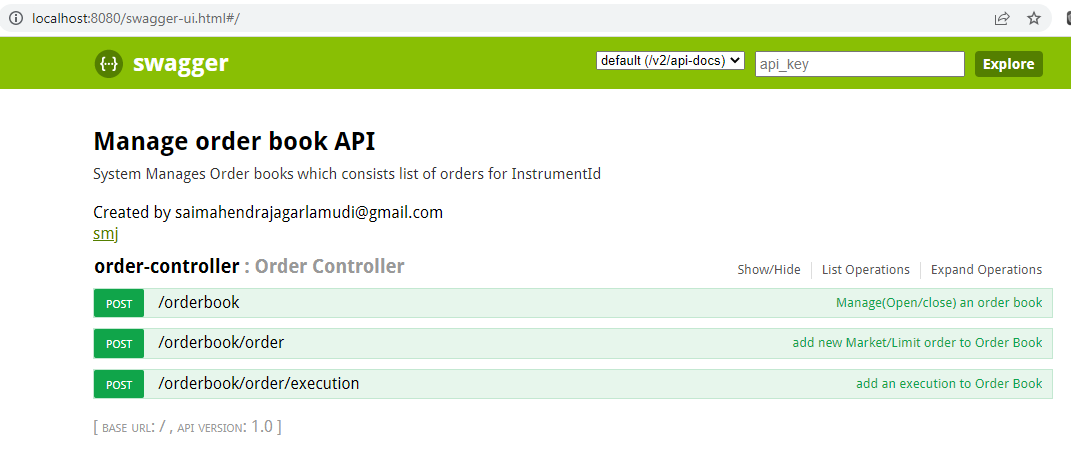 localhost:8080/swagger-ui.html#/
{··} swagger default (/v2/api-docs) api_key Explore
Manage order book API
System Manages Order books which consists list of orders for InstrumentId
Created by saimahendrajagarlamudi@gmail.com
smj
order-controller : Order Controller Show/Hide List Operations Expand Operations
POST /orderbook Manage(Open/close) an order book
POST /orderbook/order add new Market/Limit order to Order Book
POST /orderbook/order/execution add an execution to Order Book
[ BASE URL: / , API VERSION: 1.0 ]